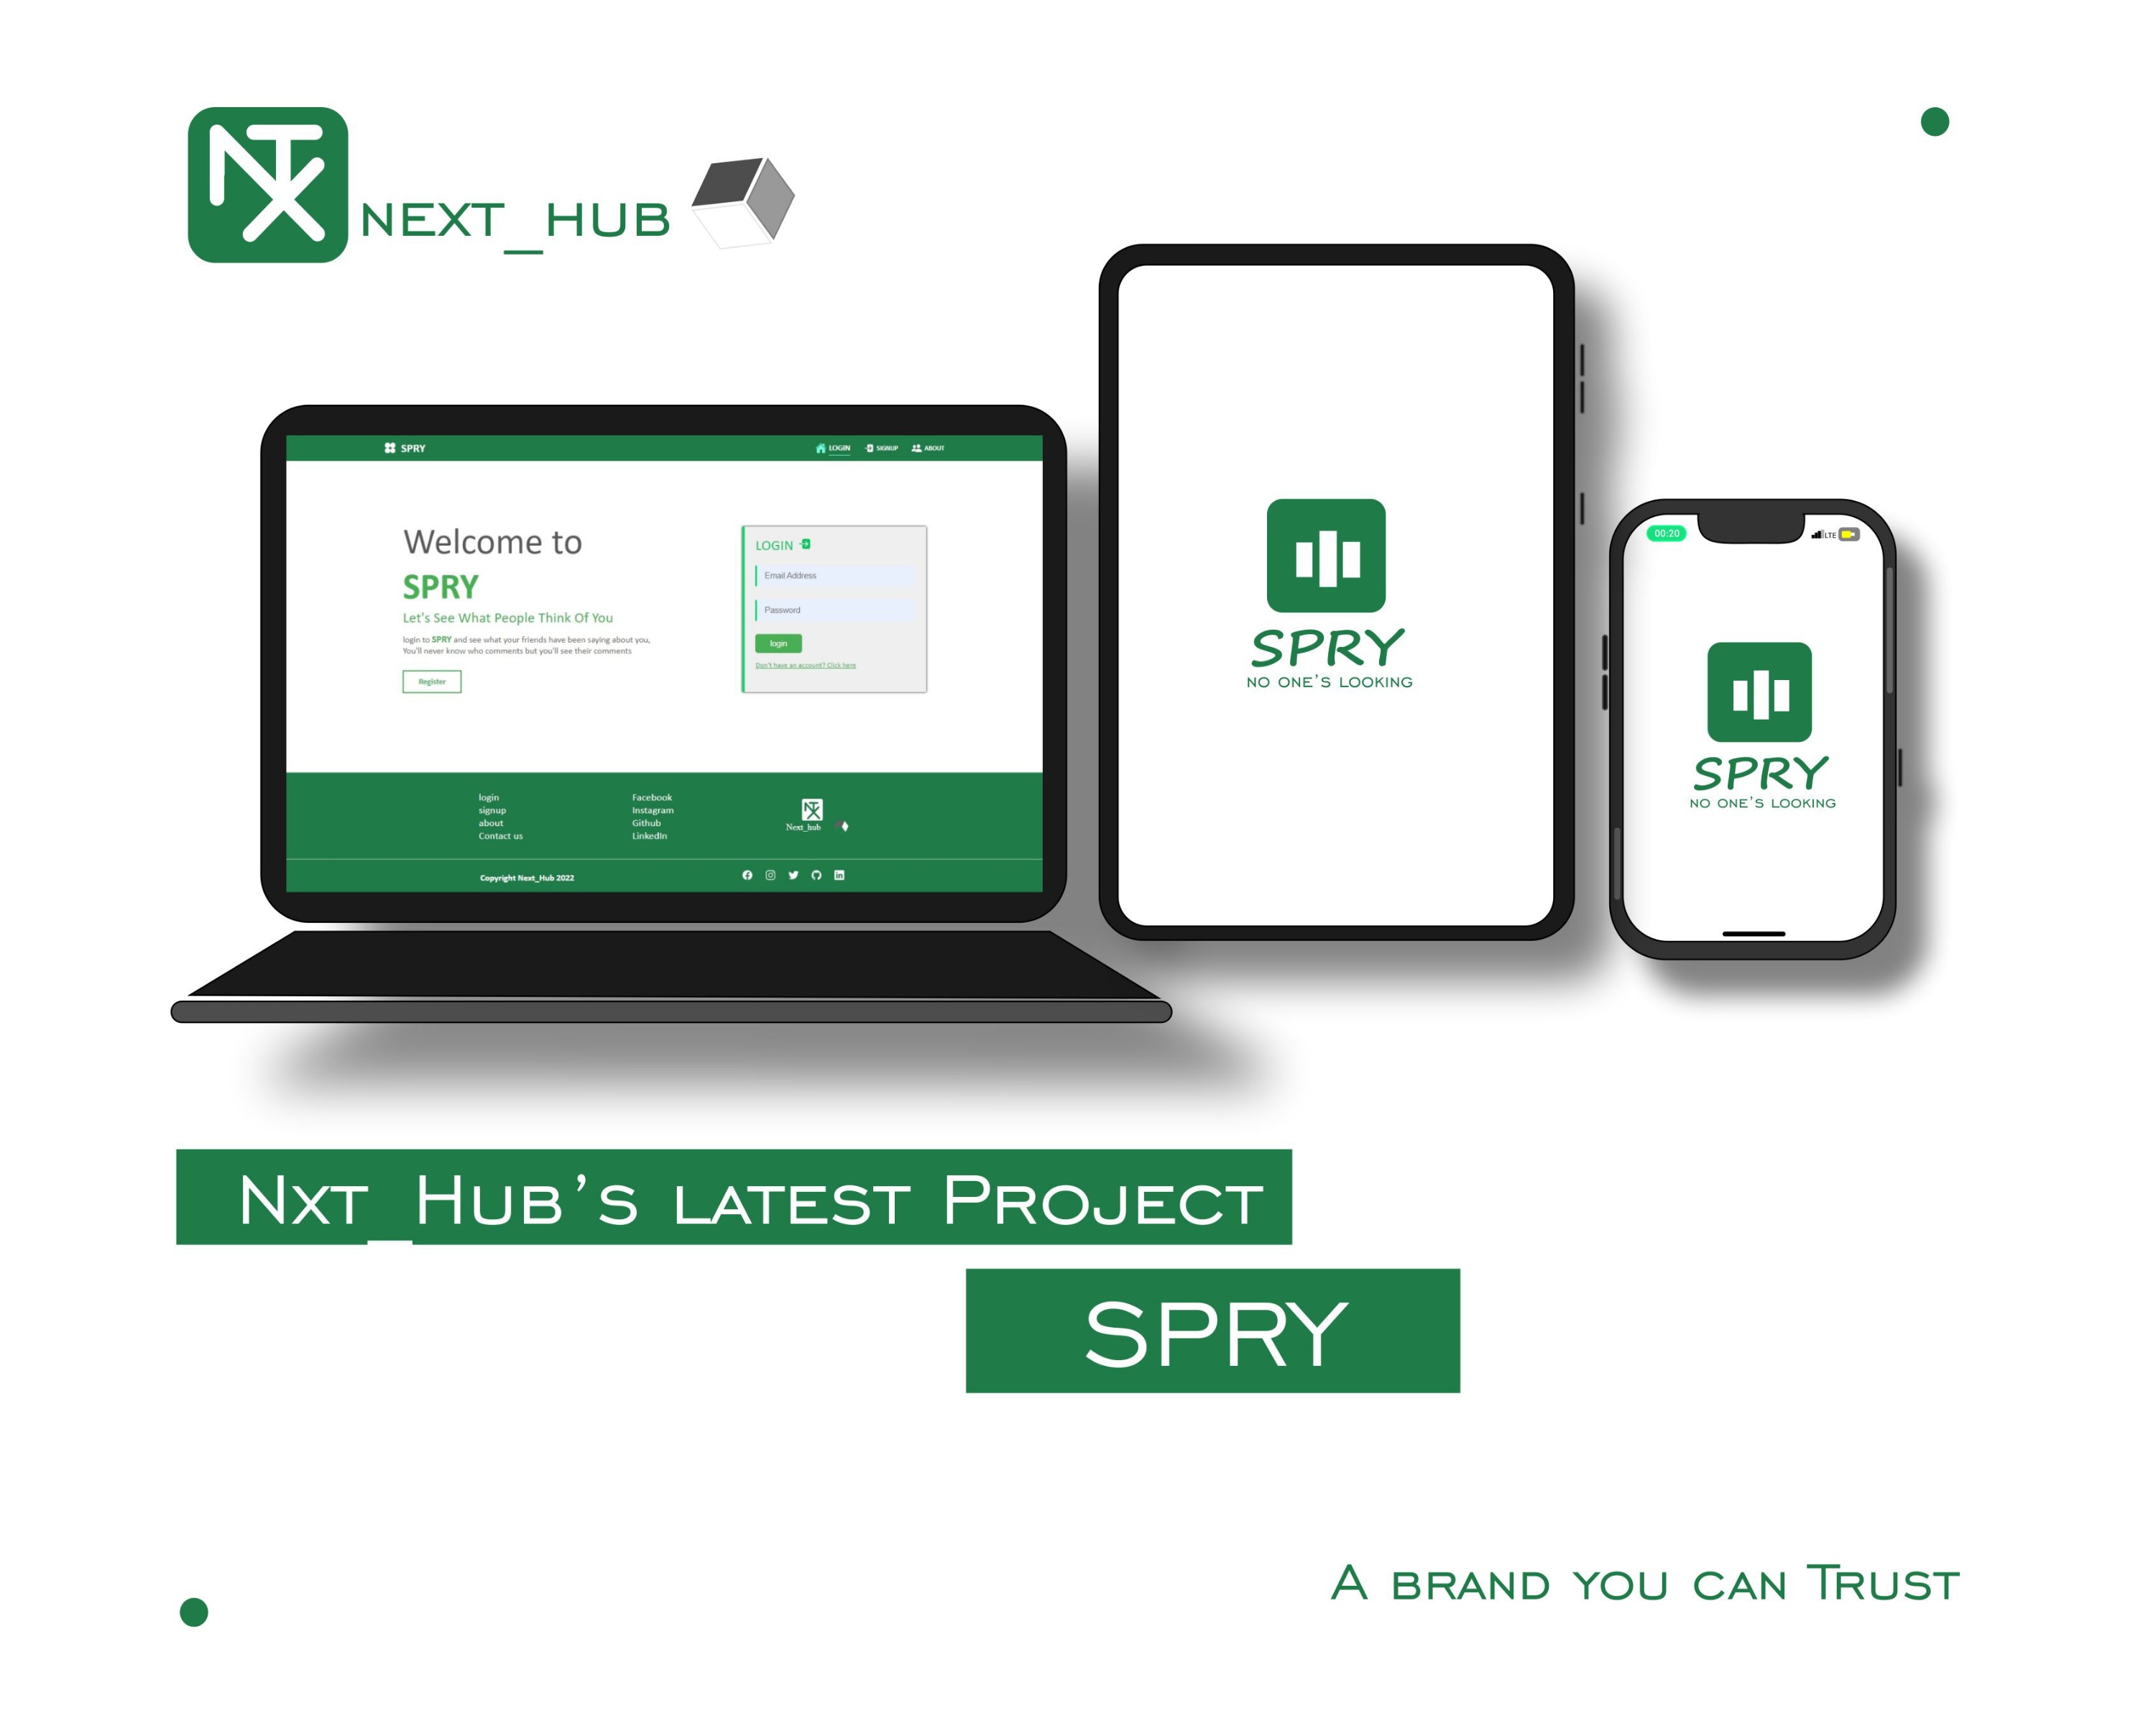 NTX
NEXT_HUB
SPRY
LOGIN SIGNUP ABOUT
Welcome to
SPRY
Let's See What People Think Of You
login to SPRY and see what your friends have been saying about you,
You'll never know who comments but you'll see their comments
Register
LOGIN
Email Address
Password
login
Don't have an account? Click here
login
signup
about
Contact us
Facebook
Instagram
Github
LinkedIn
NTX
Next_hub
Copyright Next_Hub 2022
SPRY
NO ONE'S LOOKING
00:20
LTE
SPRY
NO ONE'S LOOKING
Nxt_Hub's latest Project
SPRY
A brand you can Trust